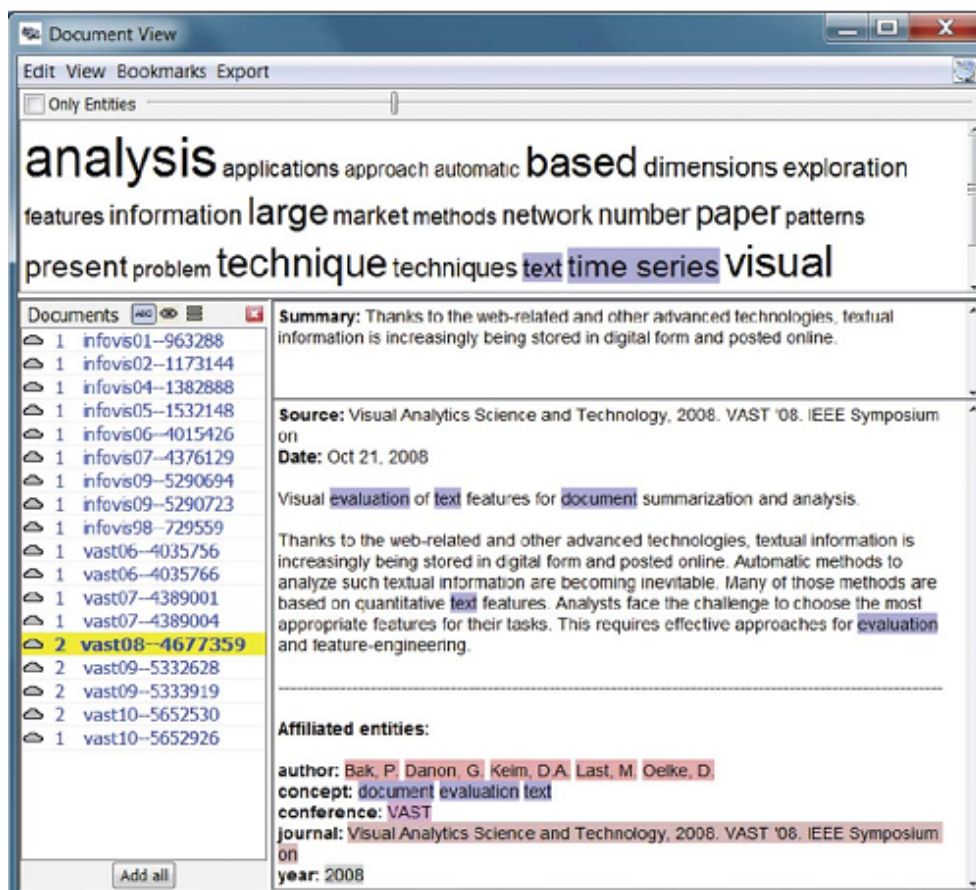 Document View
Edit View Bookmarks Export
Only Entities
analysis applications approach automatic based dimensions exploration
features information large market methods network number paper patterns
present problem technique techniques text time series visual
Documents
1 infovis01--963288
1 infovis02--1173144
1 infovis04--1382888
1 infovis05--1532148
1 infovis06--4015426
1 infovis07--4376129
1 infovis09--5290694
1 infovis09--5290723
1 infovis98--729559
1 vast06--4035756
1 vast06--4035766
1 vast07--4389001
1 vast07--4389004
2 vast08--4677359
2 vast09--5332628
2 vast09--5333919
2 vast10--5652530
1 vast10--5652926
Add all
Summary: Thanks to the web-related and other advanced technologies, textual
information is increasingly being stored in digital form and posted online.
Source: Visual Analytics Science and Technology, 2008. VAST '08. IEEE Symposium
on
Date: Oct 21, 2008
Visual evaluation of text features for document summarization and analysis.
Thanks to the web-related and other advanced technologies, textual information is
increasingly being stored in digital form and posted online. Automatic methods to
analyze such textual information are becoming inevitable. Many of those methods are
based on quantitative text features. Analysts face the challenge to choose the most
appropriate features for their tasks. This requires effective approaches for evaluation
and feature-engineering.
Affiliated entities:
author: Bak, P. Danon, G. Keim, D.A. Last, M. Oelke, D.
concept: document evaluation text
conference: VAST
journal: Visual Analytics Science and Technology, 2008. VAST '08. IEEE Symposium
on
year: 2008